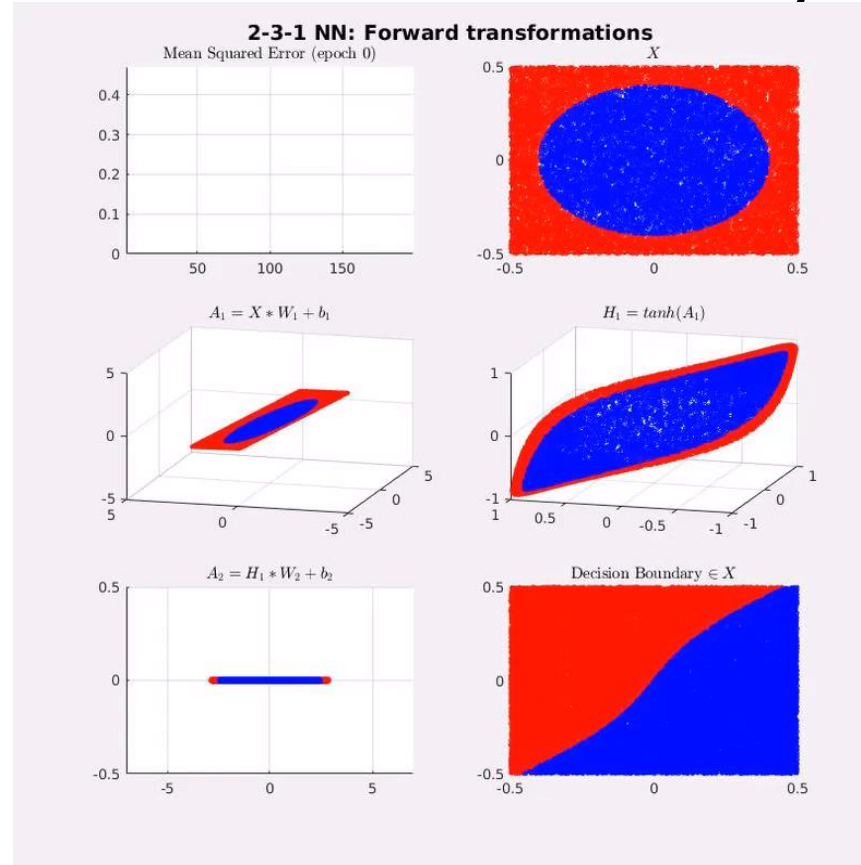 2-3-1 NN: Forward transformations
Mean Squared Error (epoch 0)
0.4
0.3
0.2
0.1
0
50 100 150
X
0.5
0
-0.5
-0.5 0 0.5
A₁ = X ∗ W₁ + b₁
5
0
-5
5 0 -5
-5 0 5
H₁ = tanh(A₁)
1
0
-1
1 0.5 0 -0.5 -1
-1 0 1
A₂ = H₁ ∗ W₂ + b₂
0.5
0
-0.5
-5 0 5
Decision Boundary ∈ X
0.5
0
-0.5
-0.5 0 0.5